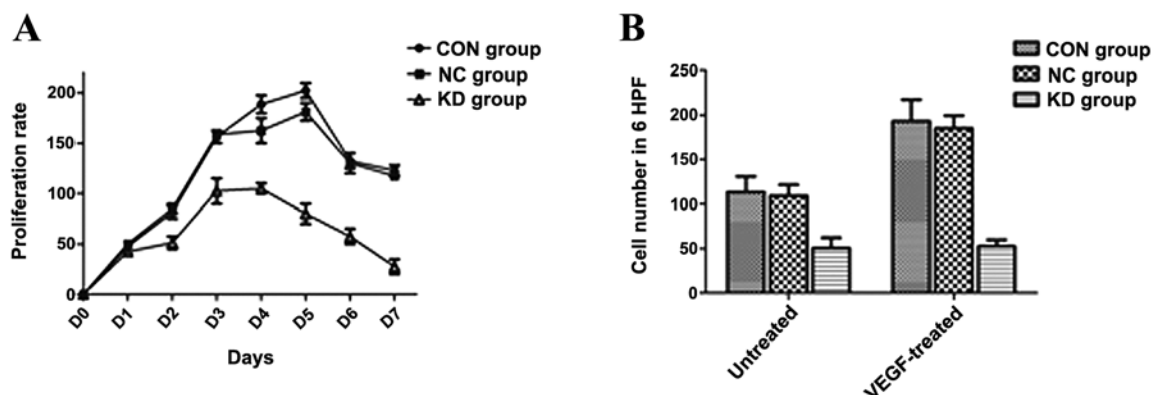 A
CON group
NC group
KD group
Proliferation rate
200
150
100
50
0
D0
D1
D2
D3
D4
D5
D6
D7
Days
B
CON group
NC group
KD group
Cell number in 6 HPF
250
200
150
100
50
0
Untreated
VEGF-treated